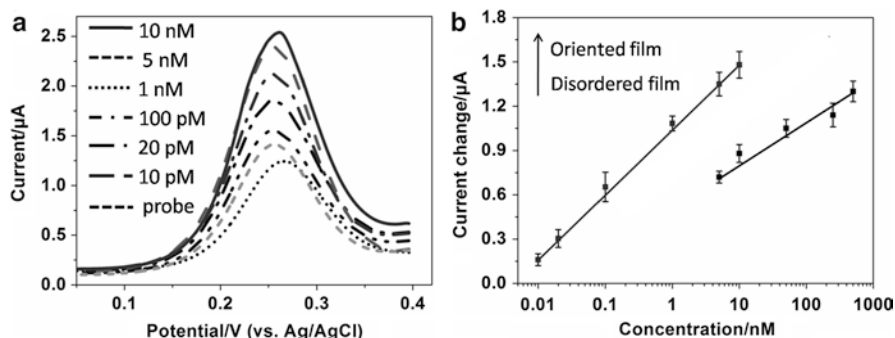 a
10 nM
5 nM
1 nM
100 pM
20 pM
10 pM
probe
Current/μA
2.5
2.0
1.5
1.0
0.5
0.0
0.1
0.2
0.3
0.4
Potential/V (vs. Ag/AgCl)
b
Oriented film
Disordered film
Current change/μA
1.8
1.5
1.2
0.9
0.6
0.3
0.0
0.01
0.1
1
10
100
1000
Concentration/nM